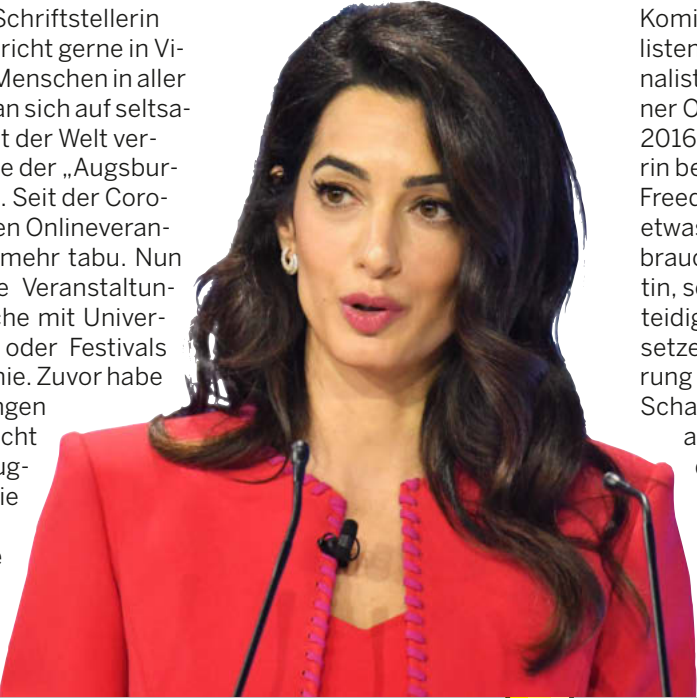 Schriftstellerin
richt gerne in Vi-
Menschen in aller
an sich auf seltsa-
t der Welt ver-
e der „Augsbur-
. Seit der Coro-
en Onlineveran-
mehr tabu. Nun
e Veranstaltun-
che mit Univer-
oder Festivals
nie. Zuvor habe
ngen
cht
ug-
ie
e
Komi
listen
nalist
ner O
2016
rin be
Freed
etwas
brauc
tin, se
teidig
setze
rung
Scha
a